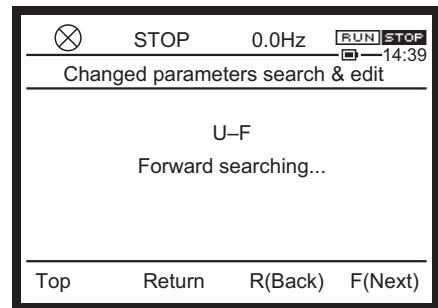 STOP 0.0Hz RUN STOP
14:39
Changed parameters search & edit
U–F
Forward searching...
Top Return R(Back) F(Next)